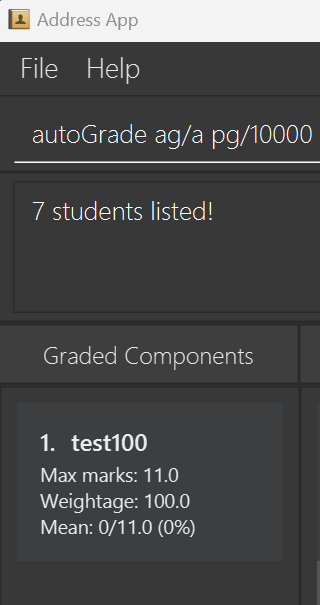 Address App
File Help
autoGrade ag/a pg/10000
7 students listed!
Graded Components
1. test100
Max marks: 11.0
Weightage: 100.0
Mean: 0/11.0 (0%)